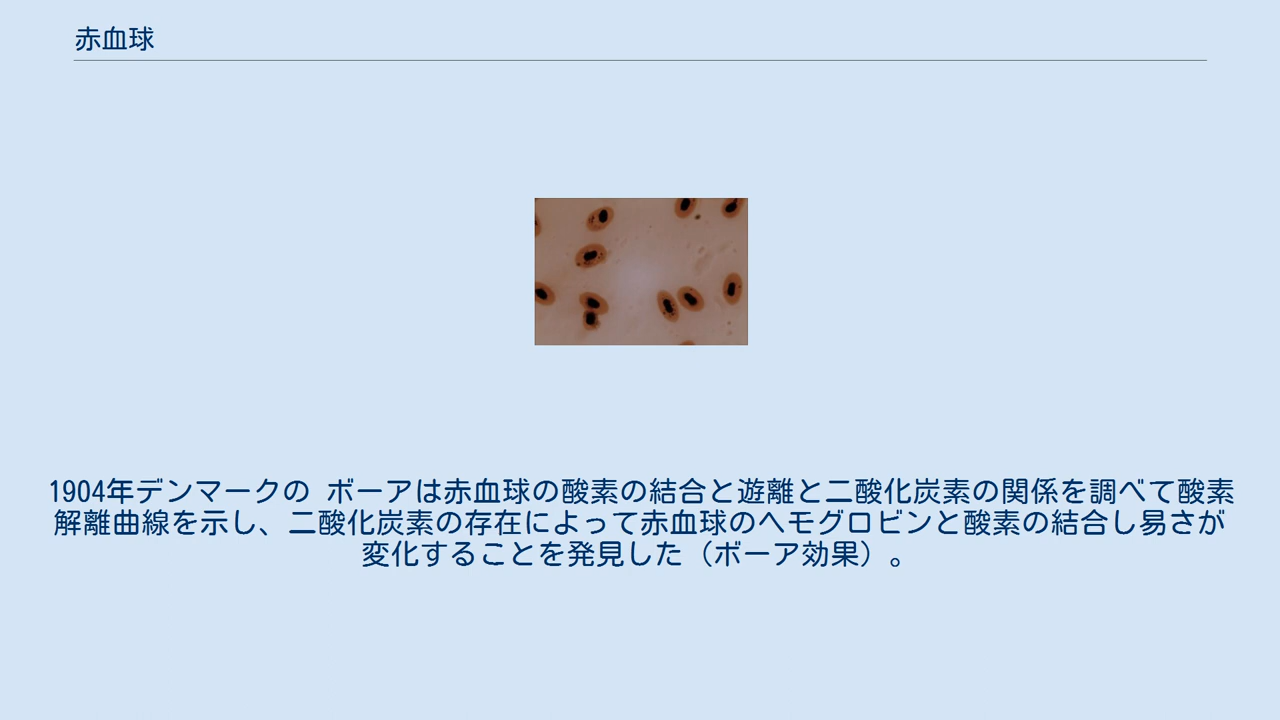 赤血球
1904年デンマークの ボーアは赤血球の酸素の結合と遊離と二酸化炭素の関係を調べて酸素
解離曲線を示し、二酸化炭素の存在によって赤血球のヘモグロビンと酸素の結合し易さが
変化することを発見した（ボーア効果）。